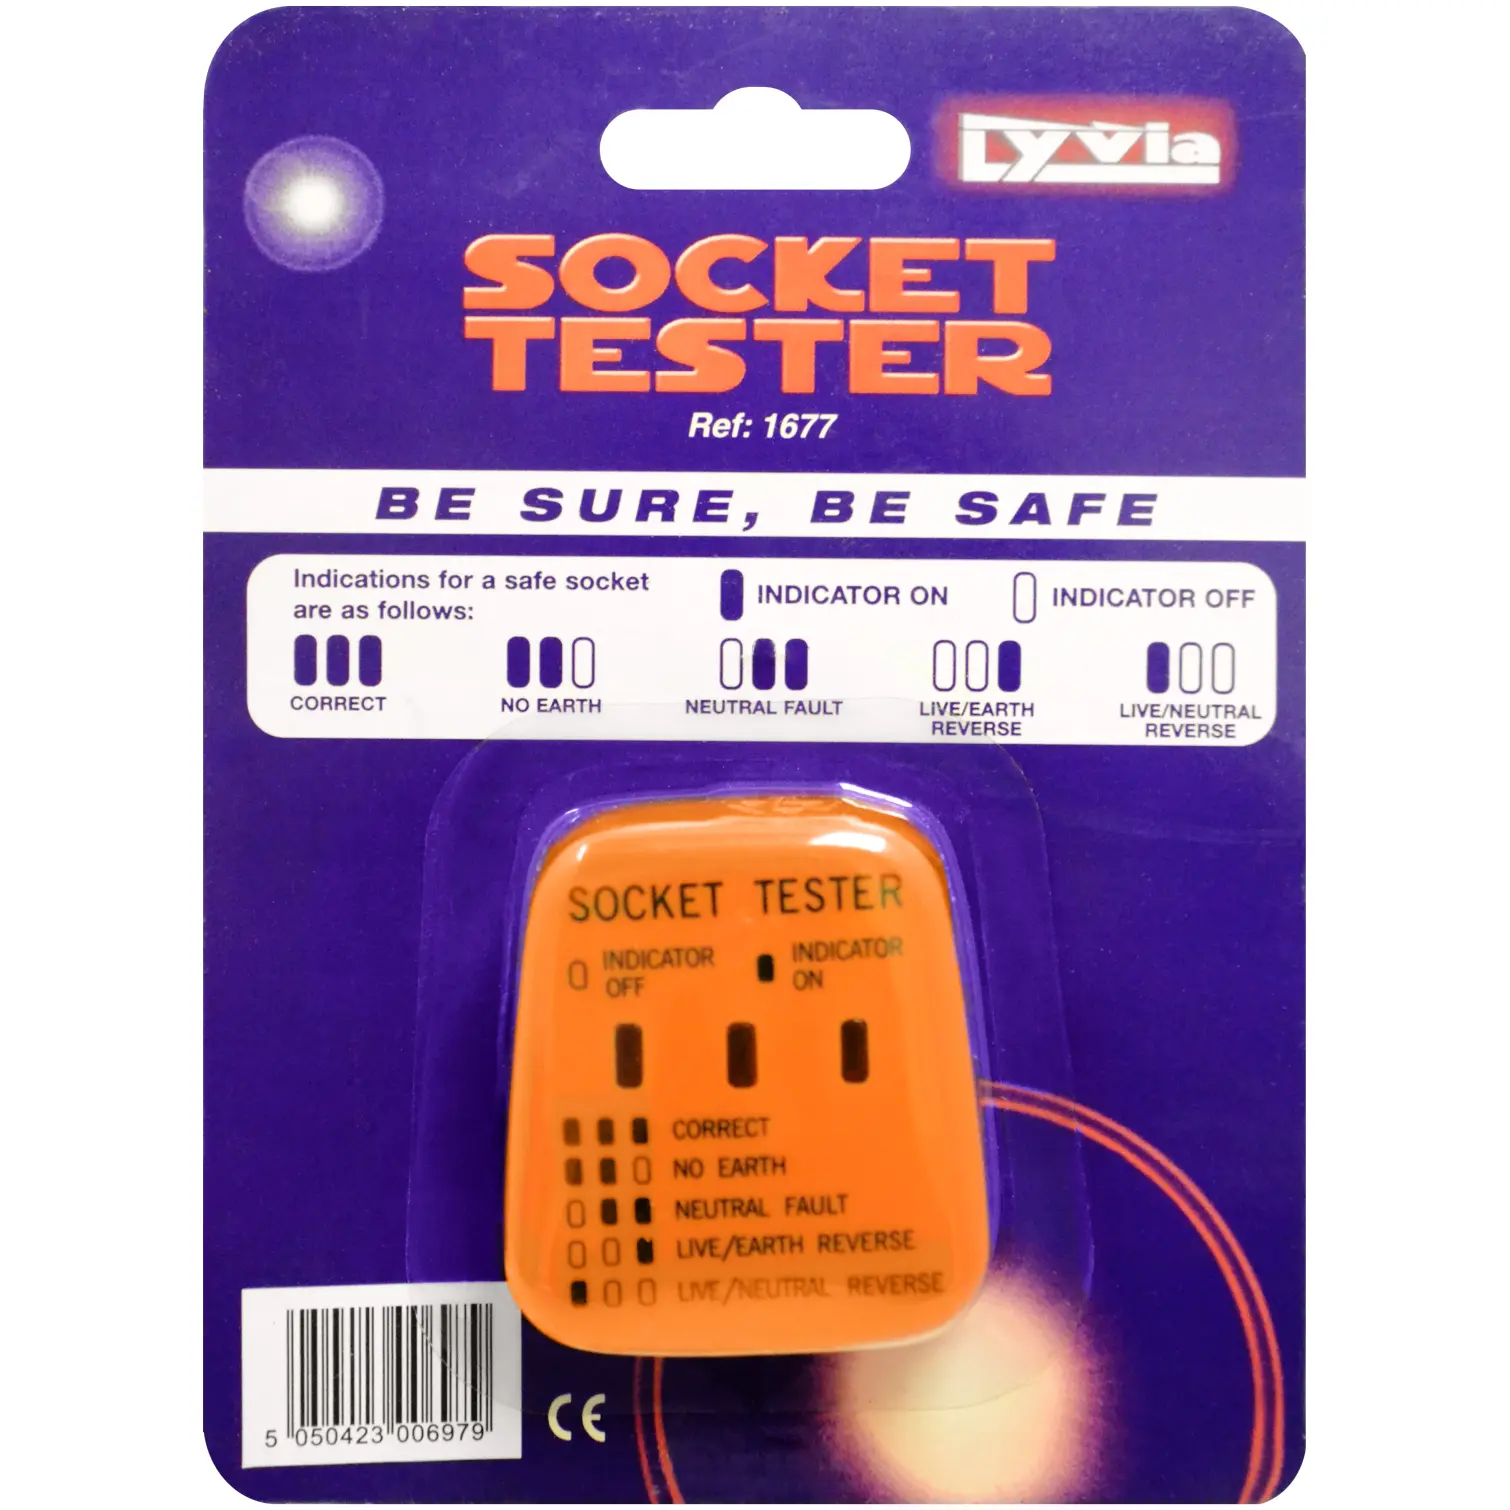 Lyvia
SOCKET
TESTER
Ref: 1677
BE SURE, BE SAFE
Indications for a safe socket
are as follows:
INDICATOR ON
INDICATOR OFF
CORRECT
NO EARTH
NEUTRAL FAULT
LIVE/EARTH
REVERSE
LIVE/NEUTRAL
REVERSE
SOCKET TESTER
INDICATOR
OFF
INDICATOR
ON
CORRECT
NO EARTH
NEUTRAL FAULT
LIVE/EARTH REVERSE
LIVE/NEUTRAL REVERSE
5 050423 006979
CE